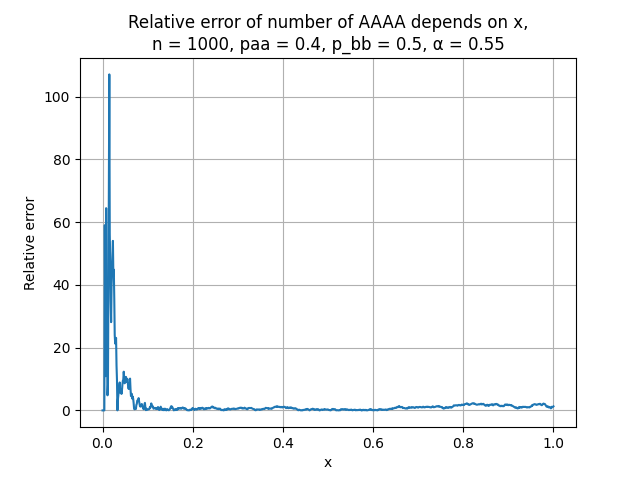 Relative error of number of AAAA depends on x,
n = 1000, paa = 0.4, p_bb = 0.5, α = 0.55
100
80
60
40
20
0
Relative error
0.0 0.2 0.4 0.6 0.8 1.0
x